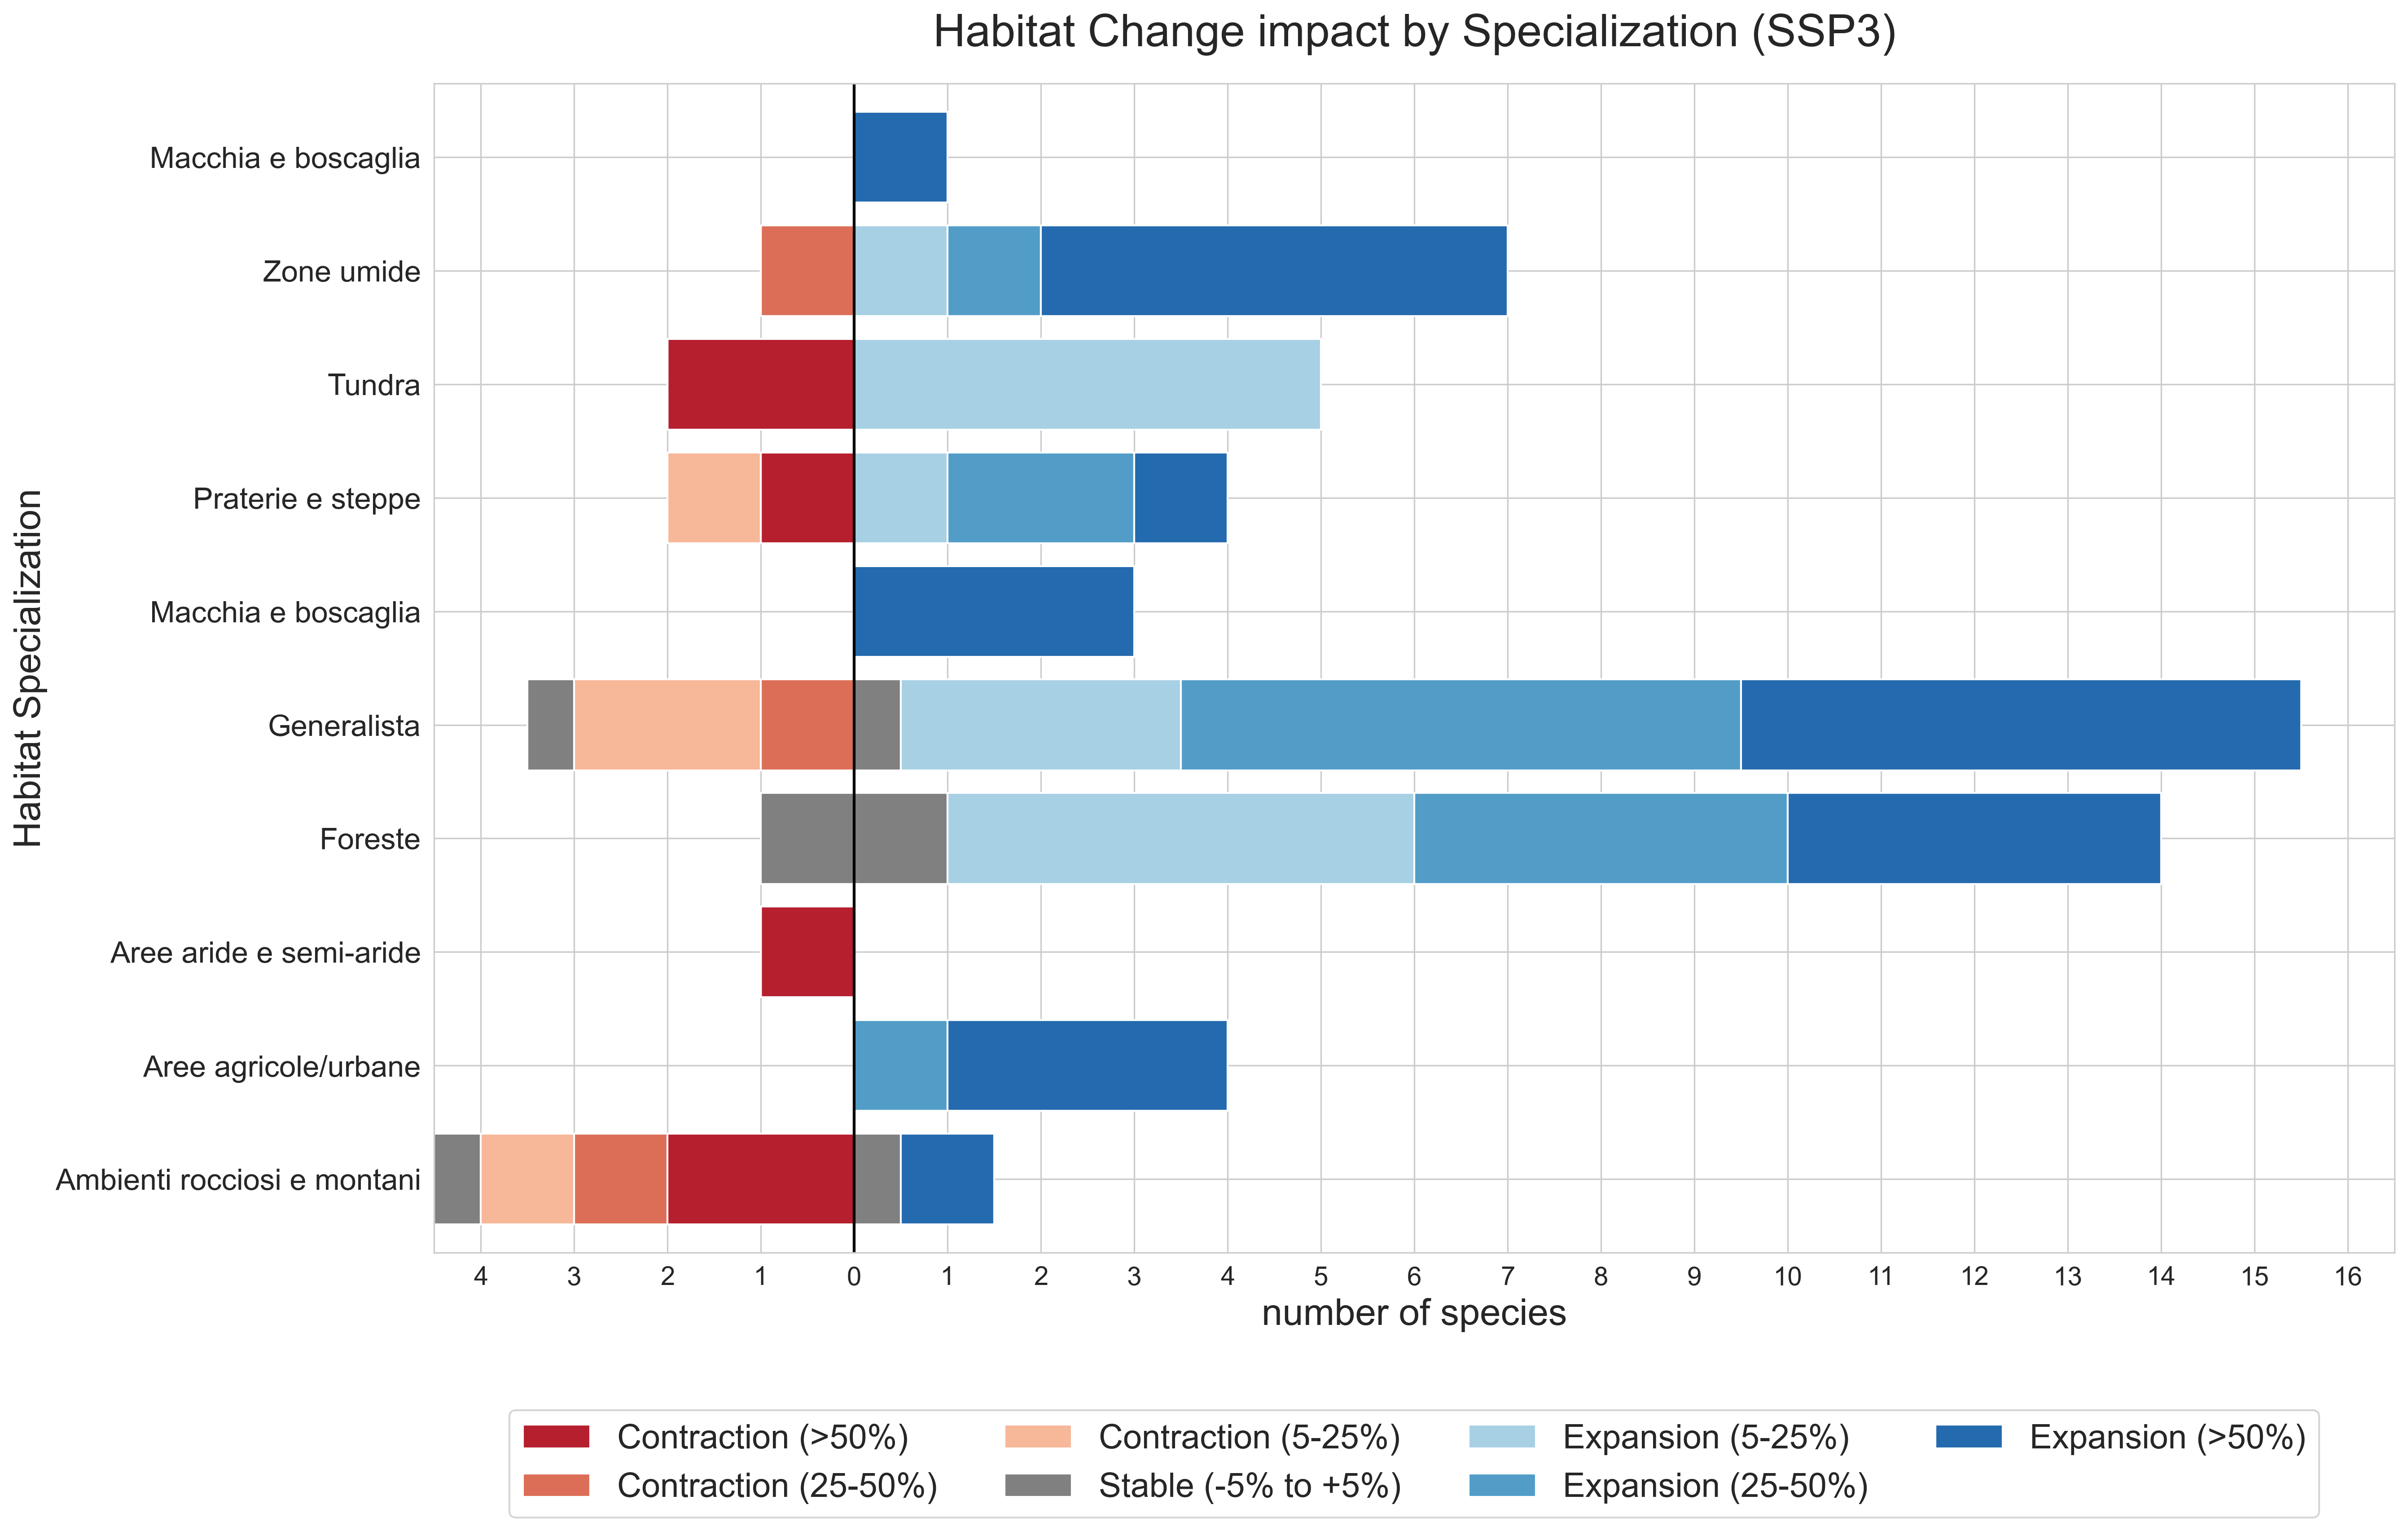 Habitat Change impact by Specialization (SSP3)
Habitat Specialization
Macchia e boscaglia
Zone umide
Tundra
Praterie e steppe
Macchia e boscaglia
Generalista
Foreste
Aree aride e semi-aride
Aree agricole/urbane
Ambienti rocciosi e montani
4 3 2 1 0 1 2 3 4 5 6 7 8 9 10 11 12 13 14 15 16
number of species
Contraction (>50%) Contraction (5-25%) Expansion (5-25%) Expansion (>50%)
Contraction (25-50%) Stable (-5% to +5%) Expansion (25-50%)